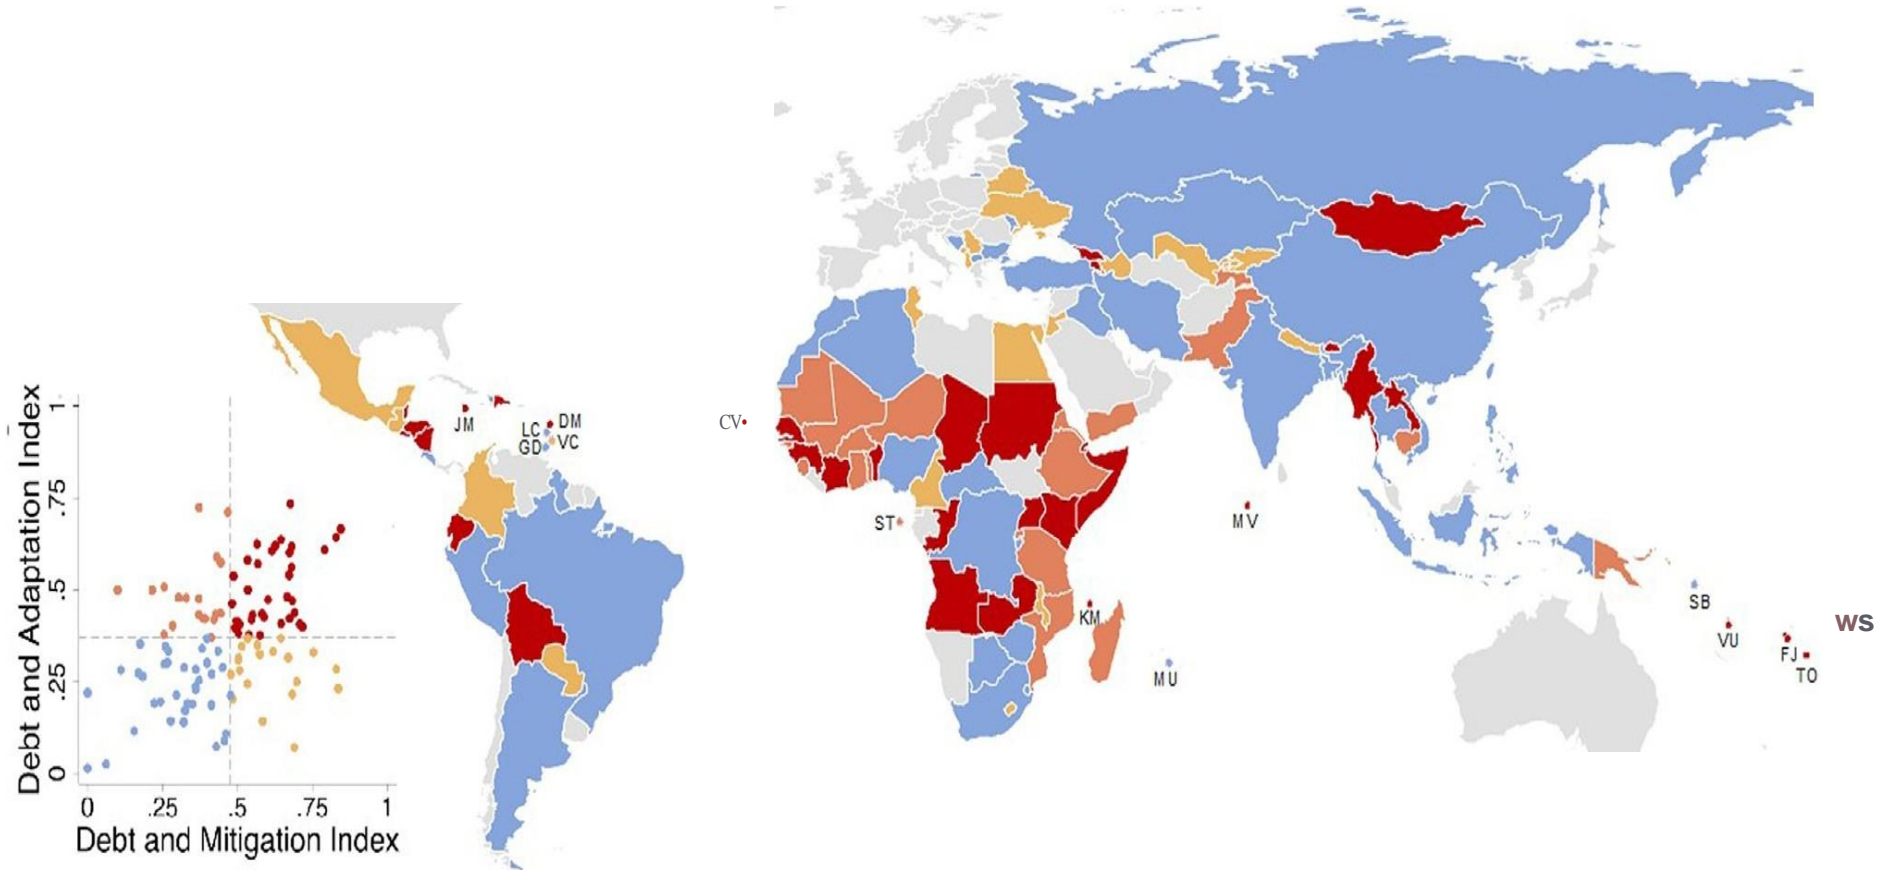 Debt and Adaptation Index
1
.75
.5
.25
0
0 .25 .5 .75 1
Debt and Mitigation Index
JM
LC DM
GD VC
CV
ST
KM
MU
MV
SB
VU
FJ
TO
WS